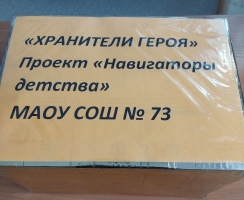 «ХРАНИТЕЛИ ГЕРОЯ»
Проект «Навигаторы
детства»
МАОУ СОШ № 73